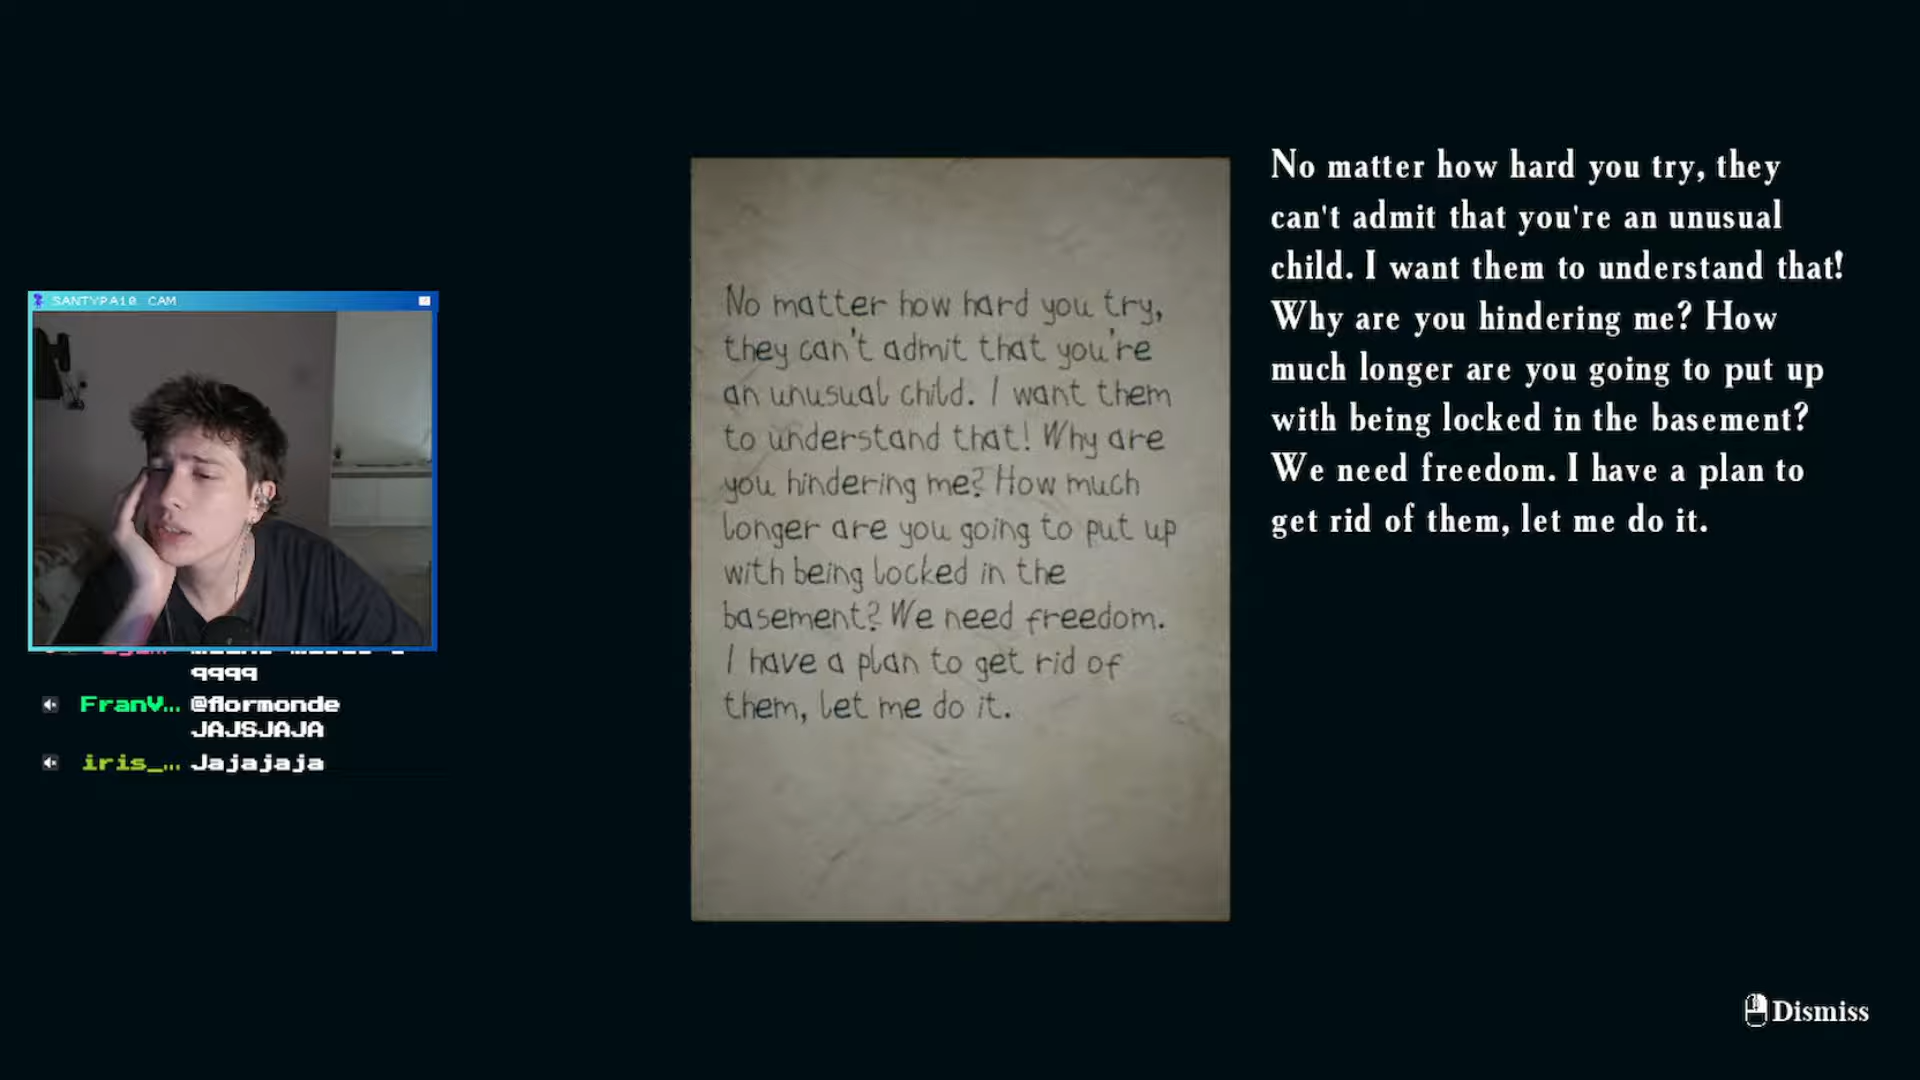 SANTYPA10 CAM
9999
FranV... @flormonde
JAJSJAJA
iris_... Jajajaja
No matter how hard you try,
they can't admit that you're
an unusual child. I want them
to understand that! Why are
you hindering me? How much
longer are you going to put up
with being locked in the
basement? We need freedom.
I have a plan to get rid of
them, let me do it.
No matter how hard you try, they
can't admit that you're an unusual
child. I want them to understand that!
Why are you hindering me? How
much longer are you going to put up
with being locked in the basement?
We need freedom. I have a plan to
get rid of them, let me do it.
Dismiss